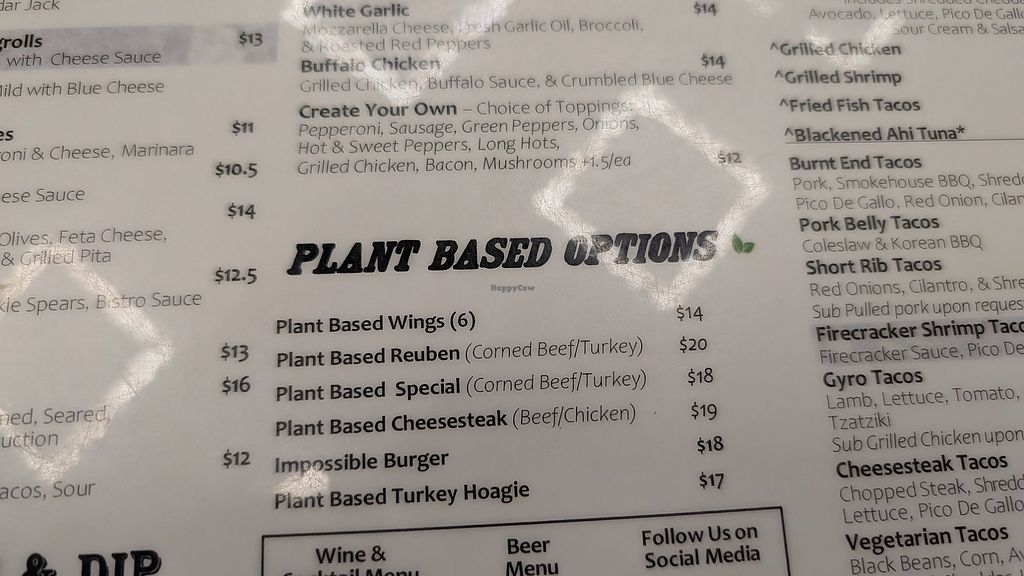 dar Jack
grolls $13
with Cheese Sauce
Mild with Blue Cheese
es $11
roni & Cheese, Marinara
$10.5
eese Sauce
$14
Olives, Feta Cheese,
& Grilled Pita
$12.5
kle Spears, Bistro Sauce
$13
$16
ned, Seared,
uction
$12
acos, Sour
& DIP
White Garlic $14
Mozzarella Cheese, Fresh Garlic Oil, Broccoli,
& Roasted Red Peppers
Buffalo Chicken $14
Grilled Chicken, Buffalo Sauce, & Crumbled Blue Cheese
Create Your Own – Choice of Toppings:
Pepperoni, Sausage, Green Peppers, Onions,
Hot & Sweet Peppers, Long Hots,
Grilled Chicken, Bacon, Mushrooms +1.5/ea $12
PLANT BASED OPTIONS
HappyCow
Plant Based Wings (6) $14
Plant Based Reuben (Corned Beef/Turkey) $20
Plant Based Special (Corned Beef/Turkey) $18
Plant Based Cheesesteak (Beef/Chicken) $19
Impossible Burger $18
Plant Based Turkey Hoagie $17
Wine &
Cocktail Menu
Beer
Menu
Follow Us on
Social Media
Includes Shredded Chedda
Avocado, Lettuce, Pico De Gallo
Sour Cream & Salsa
^Grilled Chicken
^Grilled Shrimp
^Fried Fish Tacos
^Blackened Ahi Tuna*
Burnt End Tacos
Pork, Smokehouse BBQ, Shredd
Pico De Gallo, Red Onion, Cilan
Pork Belly Tacos
Coleslaw & Korean BBQ
Short Rib Tacos
Red Onions, Cilantro, & Shre
Sub Pulled pork upon reques
Firecracker Shrimp Taco
Firecracker Sauce, Pico De
Gyro Tacos
Lamb, Lettuce, Tomato,
Tzatziki
Sub Grilled Chicken upon
Cheesesteak Tacos
Chopped Steak, Shredd
Lettuce, Pico De Gallo
Vegetarian Tacos
Black Beans, Corn, Av